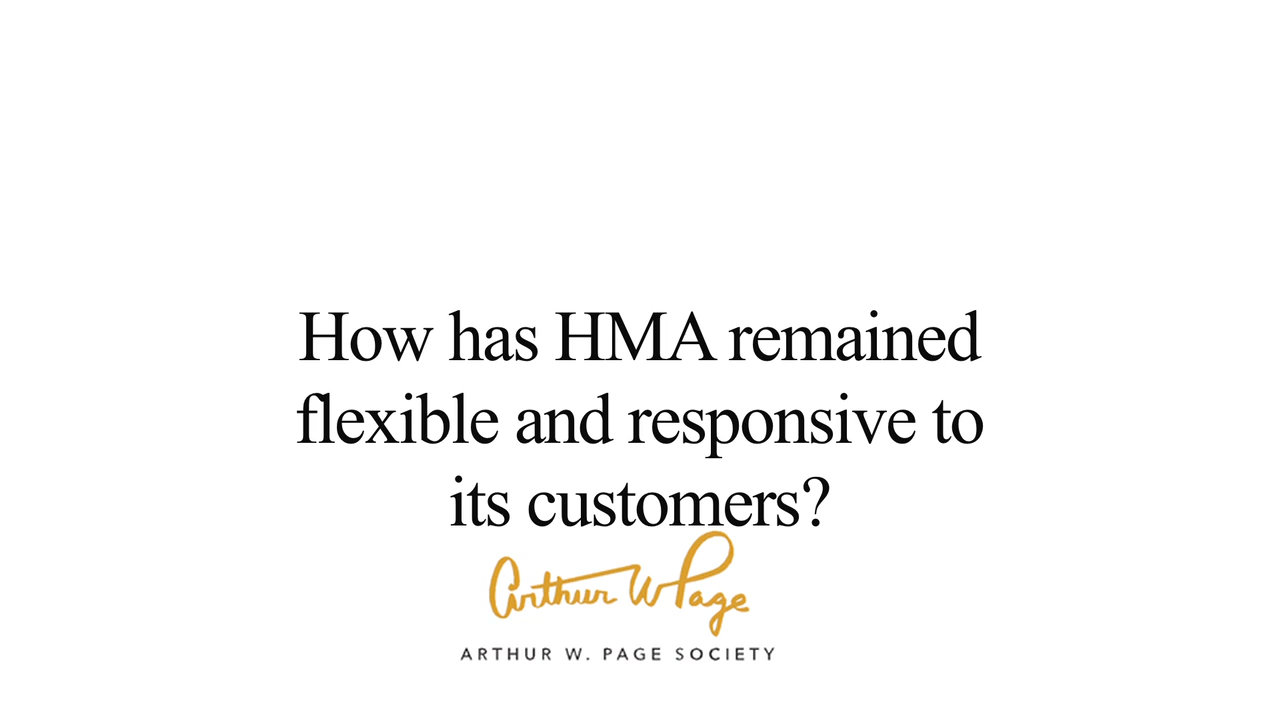 How has HMA remained
flexible and responsive to
its customers?
Arthur W Page
ARTHUR W. PAGE SOCIETY